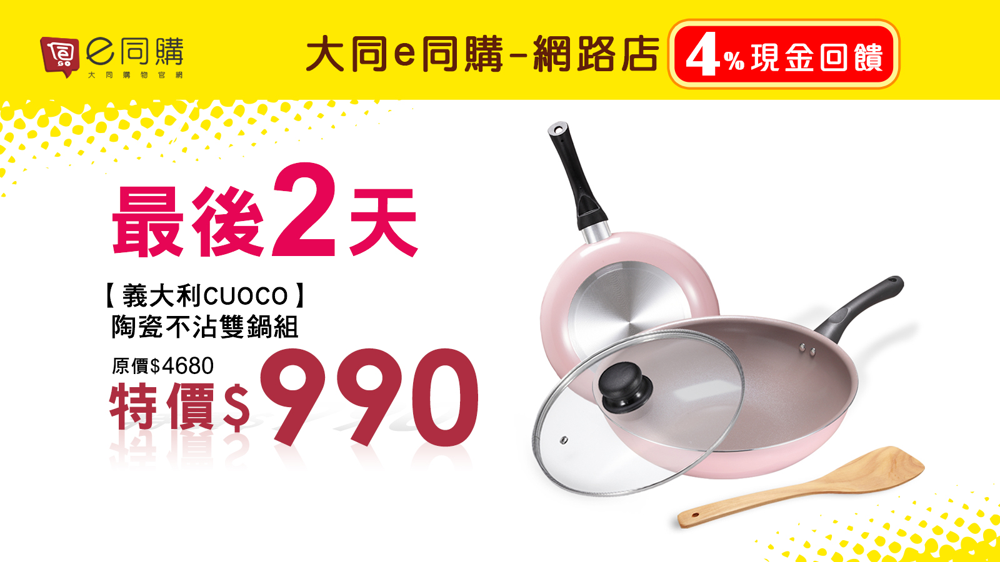 e同購
大同購物官網
GO
大同e同購-網路店
4%現金回饋
最後2天
【義大利CUOCO】
陶瓷不沾雙鍋組
原價$4680
特價$990